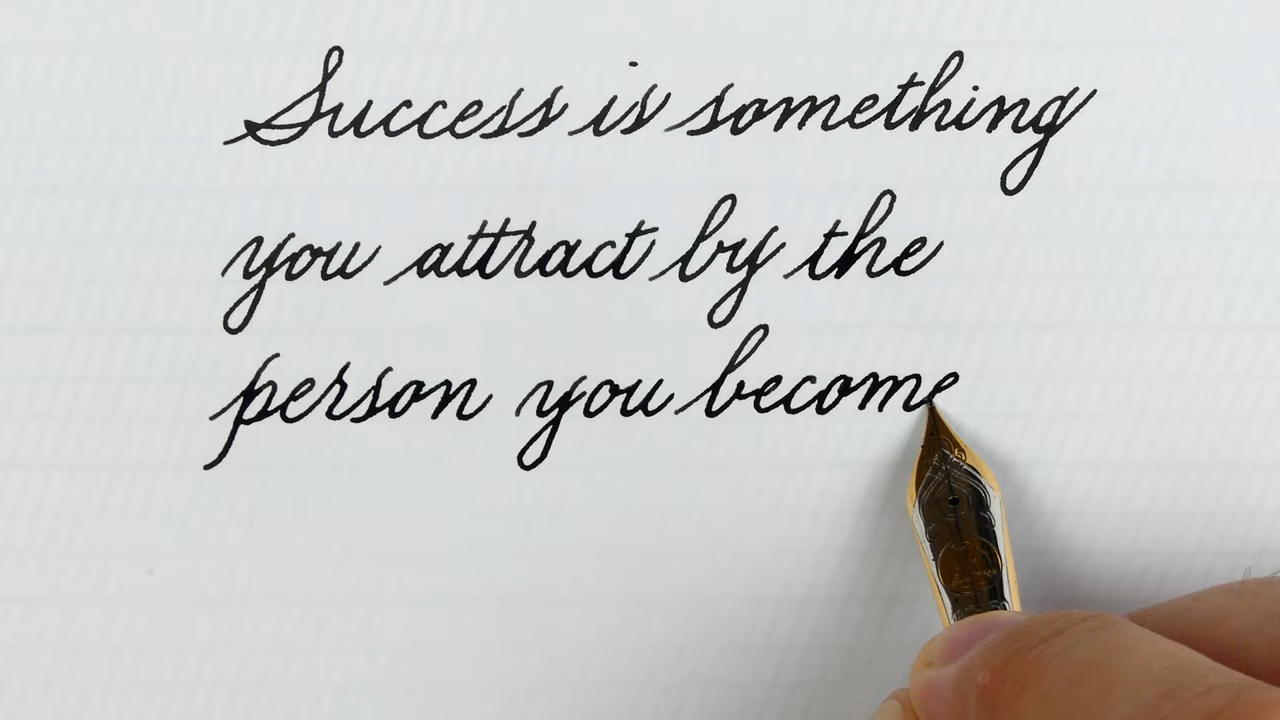 Success is something
you attract by the
person you become